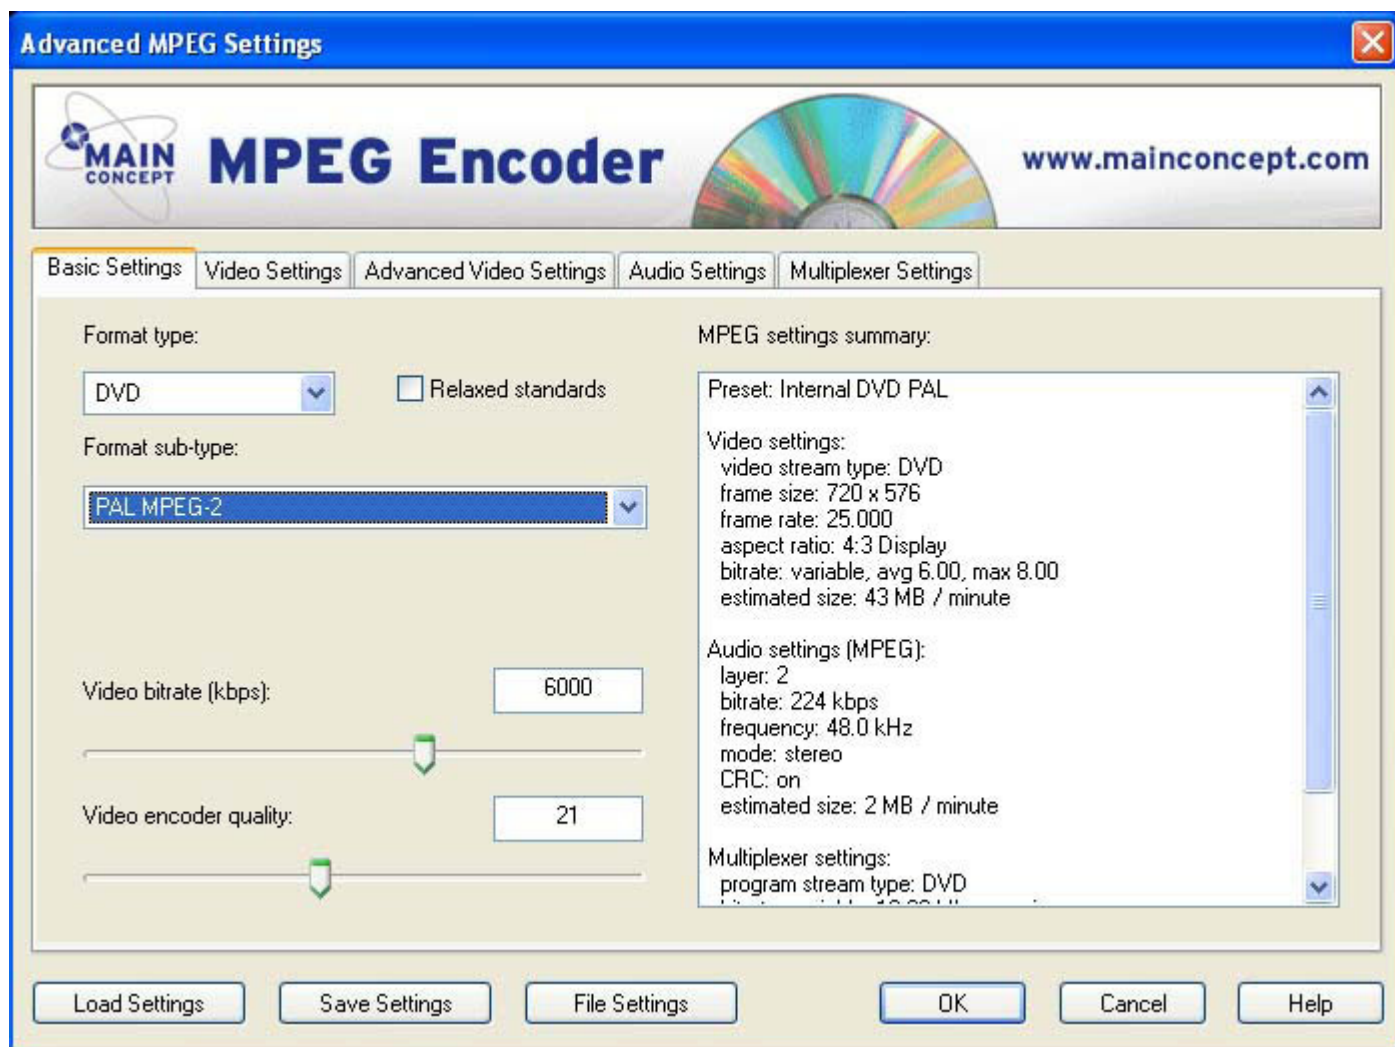 Advanced MPEG Settings
MAIN
CONCEPT
MPEG Encoder
www.mainconcept.com
Basic Settings
Video Settings
Advanced Video Settings
Audio Settings
Multiplexer Settings
Format type:
DVD
Relaxed standards
Format sub-type:
PAL MPEG-2
Video bitrate (kbps):
6000
Video encoder quality:
21
MPEG settings summary:
Preset: Internal DVD PAL
Video settings:
video stream type: DVD
frame size: 720 x 576
frame rate: 25.000
aspect ratio: 4:3 Display
bitrate: variable, avg 6.00, max 8.00
estimated size: 43 MB / minute
Audio settings (MPEG):
layer: 2
bitrate: 224 kbps
frequency: 48.0 kHz
mode: stereo
CRC: on
estimated size: 2 MB / minute
Multiplexer settings:
program stream type: DVD
Load Settings
Save Settings
File Settings
OK
Cancel
Help